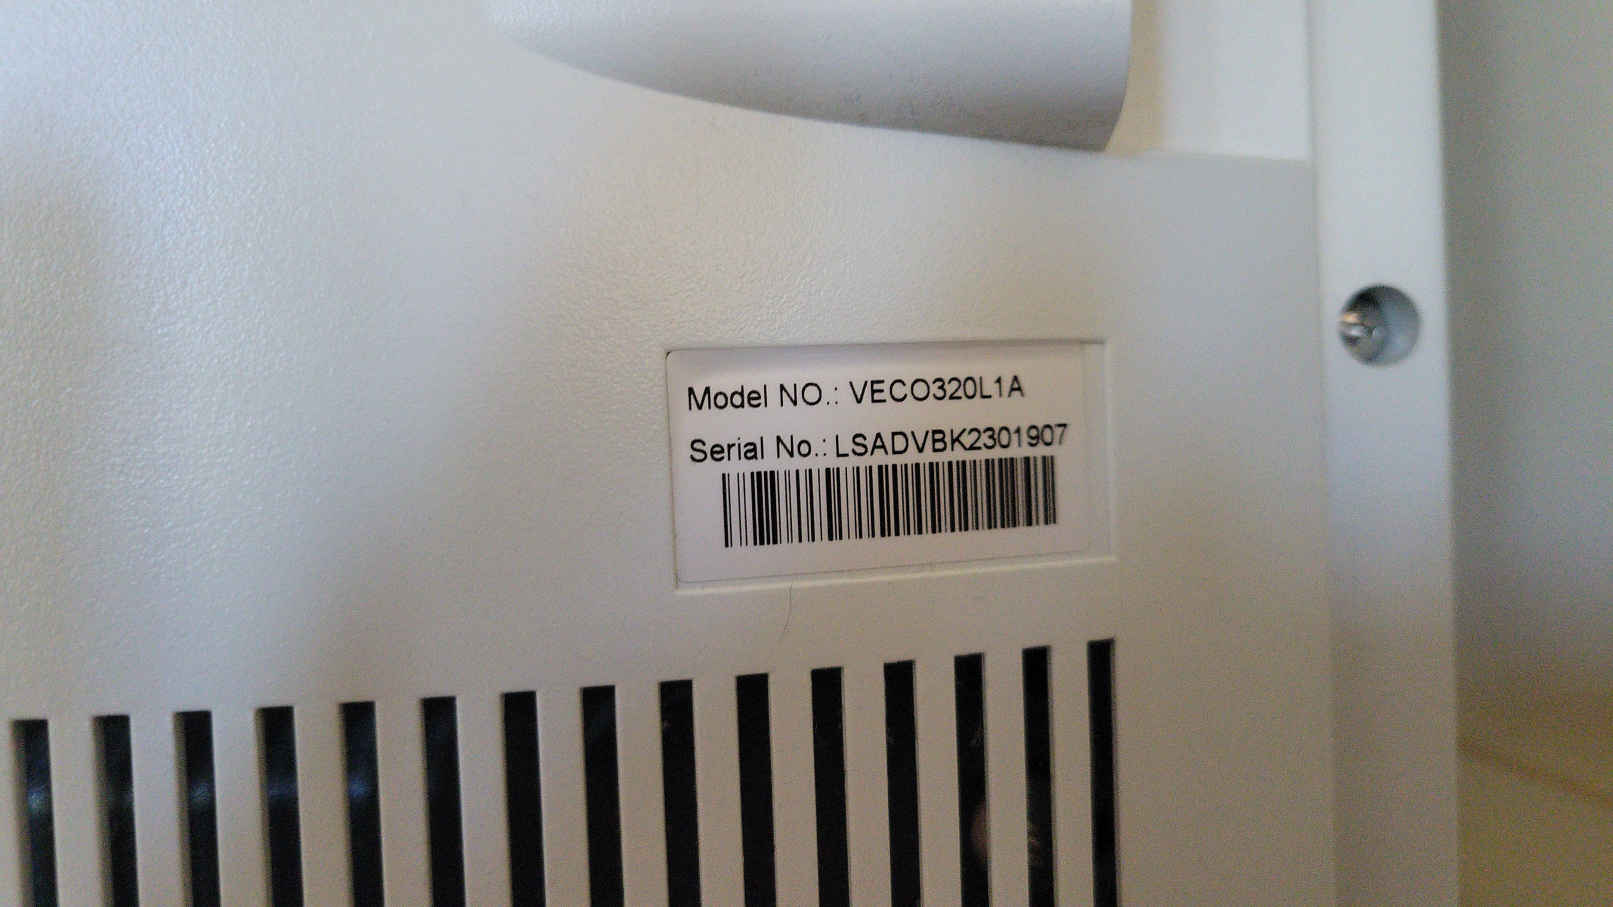 Model NO.: VECO320L1A
Serial No.: LSADVBK2301907